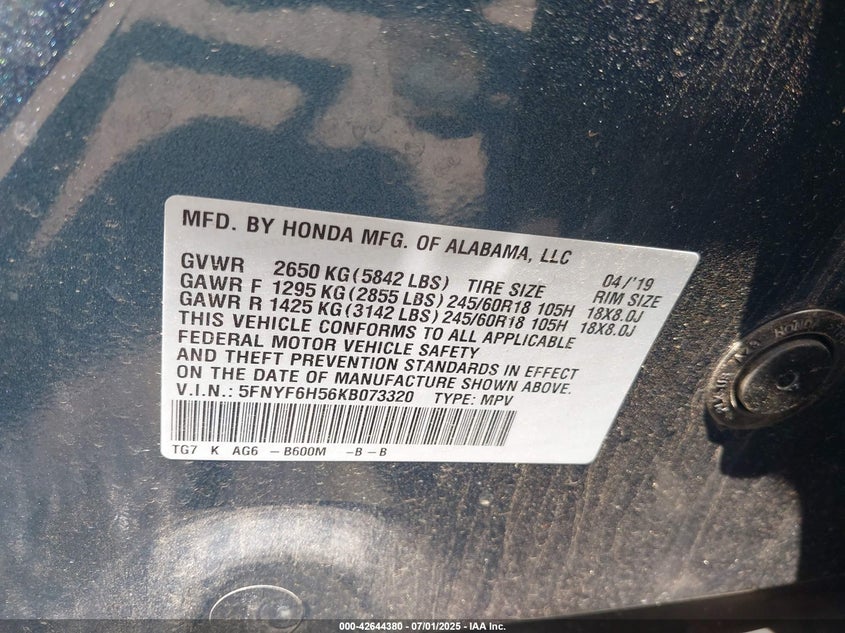 MFD. BY HONDA MFG. OF ALABAMA, LLC
GVWR 2650 KG (5842 LBS) TIRE SIZE 04/'19 RIM SIZE
GAWR F 1295 KG (2855 LBS) 245/60R18 105H 18X8.0J
GAWR R 1425 KG (3142 LBS) 245/60R18 105H 18X8.0J
THIS VEHICLE CONFORMS TO ALL APPLICABLE
FEDERAL MOTOR VEHICLE SAFETY
AND THEFT PREVENTION STANDARDS IN EFFECT
ON THE DATE OF MANUFACTURE SHOWN ABOVE.
V.I.N.: 5FNYF6H56KB073320 TYPE: MPV
TG7 K AG6 -B600M -B-B
HONDA
000-42644380 - 07/01/2025 - IAA Inc.